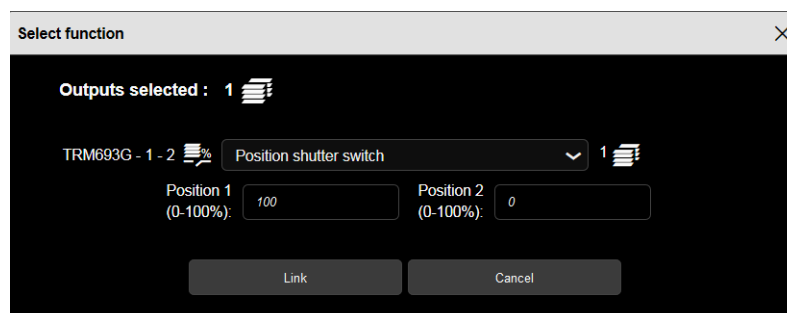 Select function
Outputs selected : 1
TRM693G - 1 - 2 % Position shutter switch 1
Position 1
(0-100%): 100
Position 2
(0-100%): 0
Link Cancel